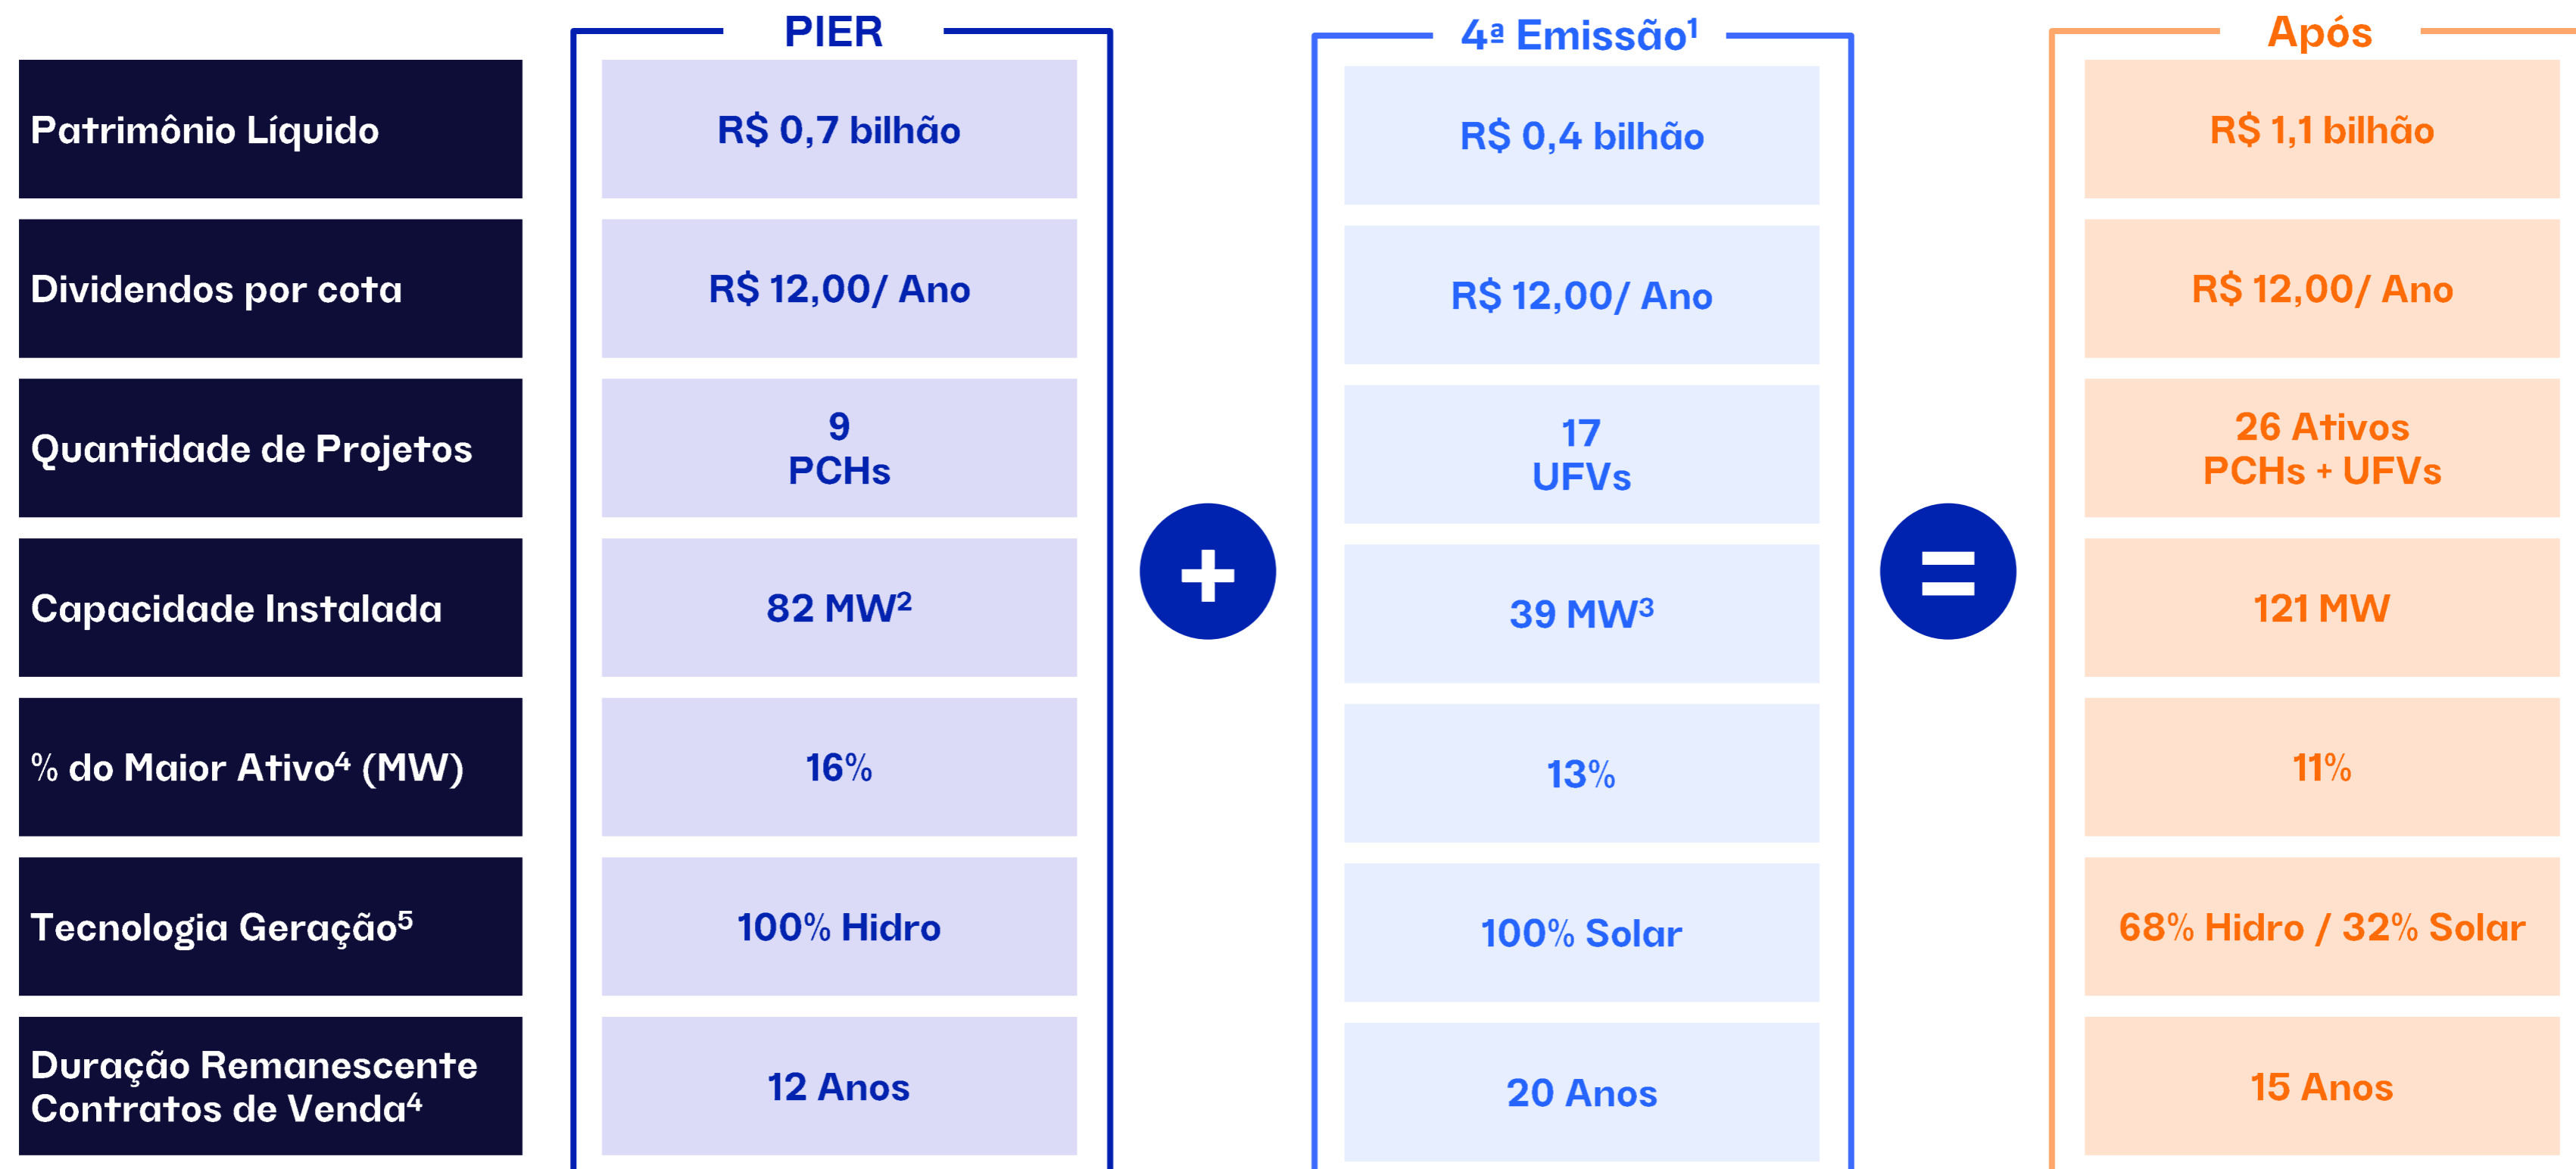 PIER
4ª Emissão¹
Após
Patrimônio Líquido
R$ 0,7 bilhão
R$ 0,4 bilhão
R$ 1,1 bilhão
Dividendos por cota
R$ 12,00/ Ano
R$ 12,00/ Ano
R$ 12,00/ Ano
Quantidade de Projetos
9
PCHs
17
UFVs
26 Ativos
PCHs + UFVs
Capacidade Instalada
82 MW²
+
39 MW³
=
121 MW
% do Maior Ativo⁴ (MW)
16%
13%
11%
Tecnologia Geração⁵
100% Hidro
100% Solar
68% Hidro / 32% Solar
Duração Remanescente
Contratos de Venda⁴
12 Anos
20 Anos
15 Anos